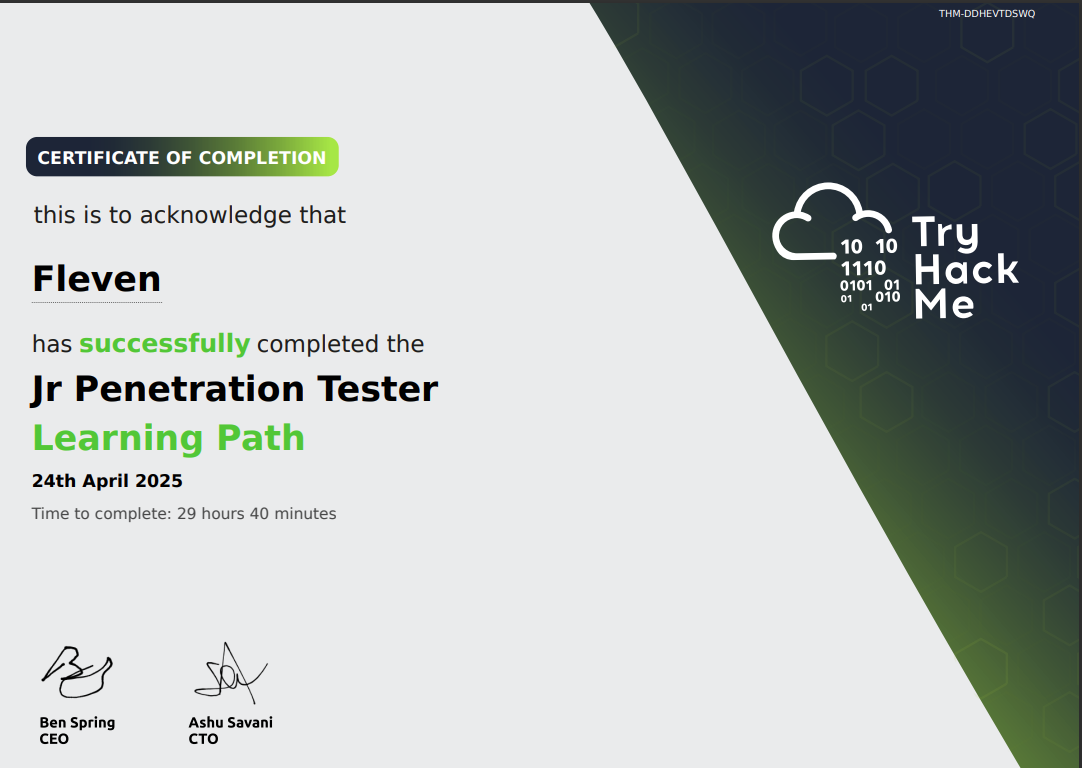 THM-DDHEVTDSWQ
CERTIFICATE OF COMPLETION
this is to acknowledge that
Fleven
has successfully completed the
Jr Penetration Tester
Learning Path
24th April 2025
Time to complete: 29 hours 40 minutes
10 10
1110
0101 01
01 010
01
Try
Hack
Me
Ben Spring
CEO
Ashu Savani
CTO